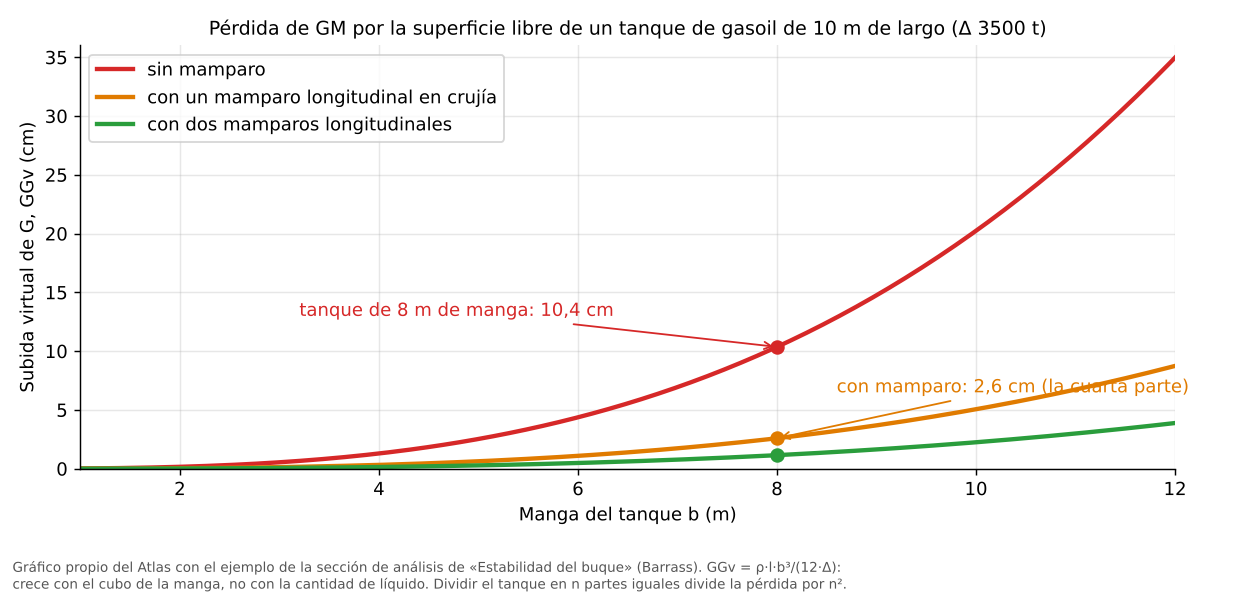 Pérdida de GM por la superficie libre de un tanque de gasoil de 10 m de largo (Δ 3500 t)
Subida virtual de G, GGv (cm)
35
30
25
20
15
10
5
0
sin mamparo
con un mamparo longitudinal en crujía
con dos mamparos longitudinales
tanque de 8 m de manga: 10,4 cm
con mamparo: 2,6 cm (la cuarta parte)
2
4
6
8
10
12
Manga del tanque b (m)
Gráfico propio del Atlas con el ejemplo de la sección de análisis de «Estabilidad del buque» (Barrass). GGv = ρ·l·b³/(12·Δ):
crece con el cubo de la manga, no con la cantidad de líquido. Dividir el tanque en n partes iguales divide la pérdida por n².